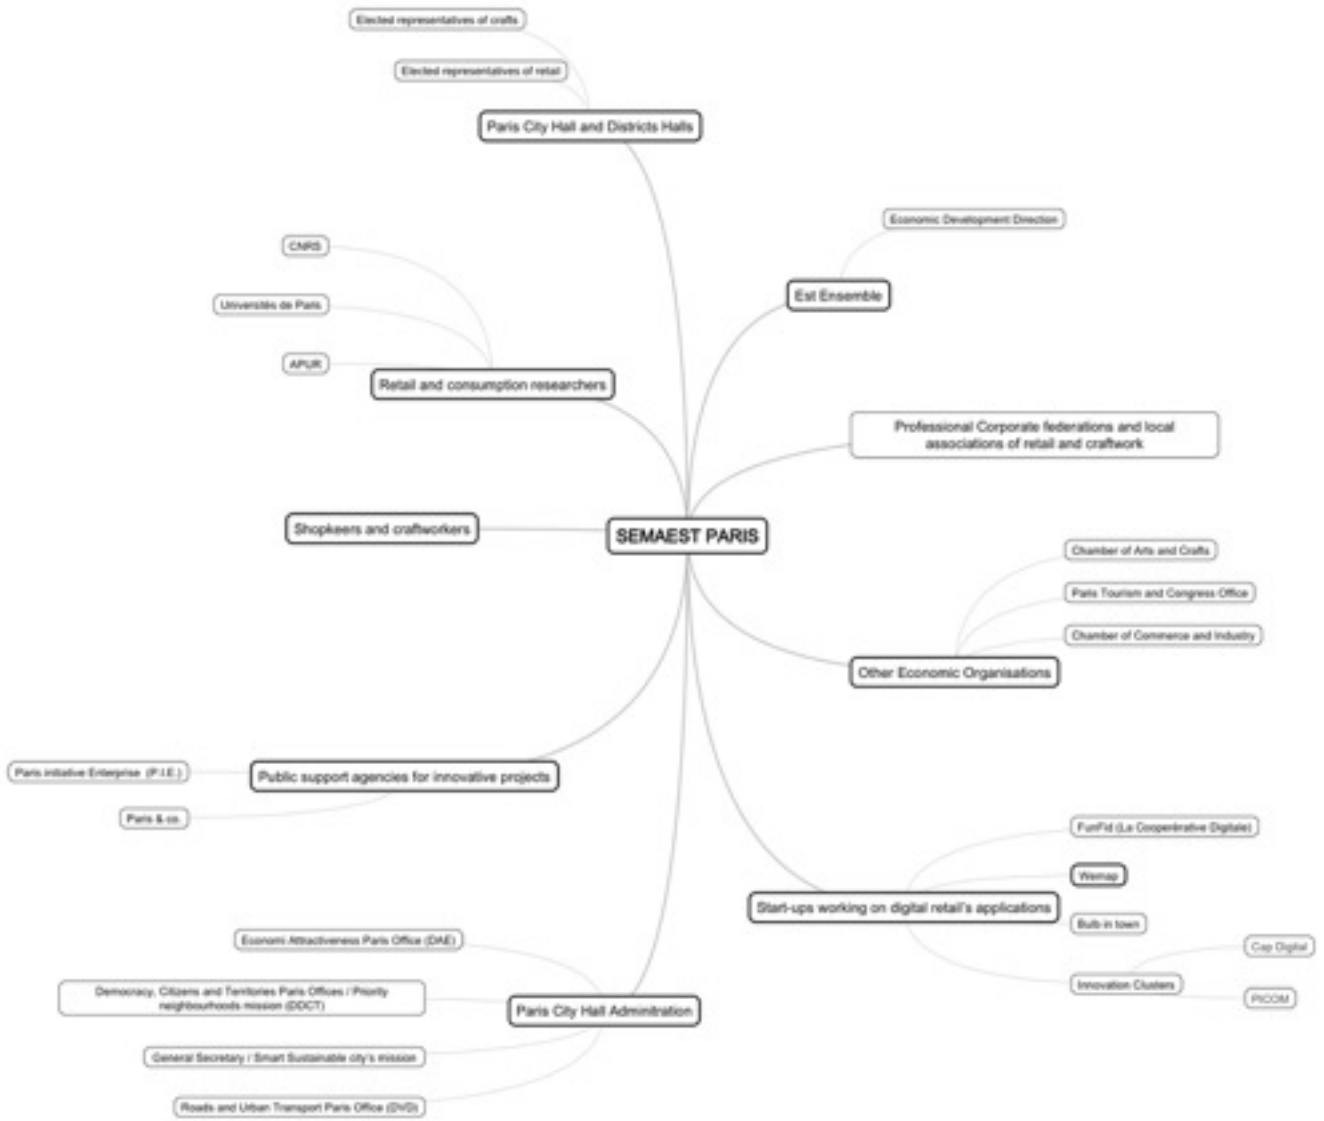 Elected representatives of crafts
Elected representatives of retail
Paris City Hall and Districts Halls
Economic Development Direction
CNRS
Est Ensemble
Universités de Paris
APUR
Retail and consumption researchers
Professional Corporate federations and local
associations of retail and craftwork
Shopkeers and craftworkers
SEMAEST PARIS
Chamber of Arts and Crafts
Paris Tourism and Congress Office
Chamber of Commerce and Industry
Other Economic Organisations
Paris initiative Enterprise (P.I.E.)
Public support agencies for innovative projects
Paris & co.
FunFid (La Cooperérative Digitale)
Wemap
Start-ups working on digital retail's applications
Bulb in town
Economi Attractiveness Paris Office (DAE)
Cap Digital
Innovation Clusters
PICOM
Democracy, Citizens and Territories Paris Offices / Priority
neighbourhoods mission (DDCT)
Paris City Hall Adminitration
General Secretary / Smart Sustainable city's mission
Roads and Urban Transport Paris Office (DVD)